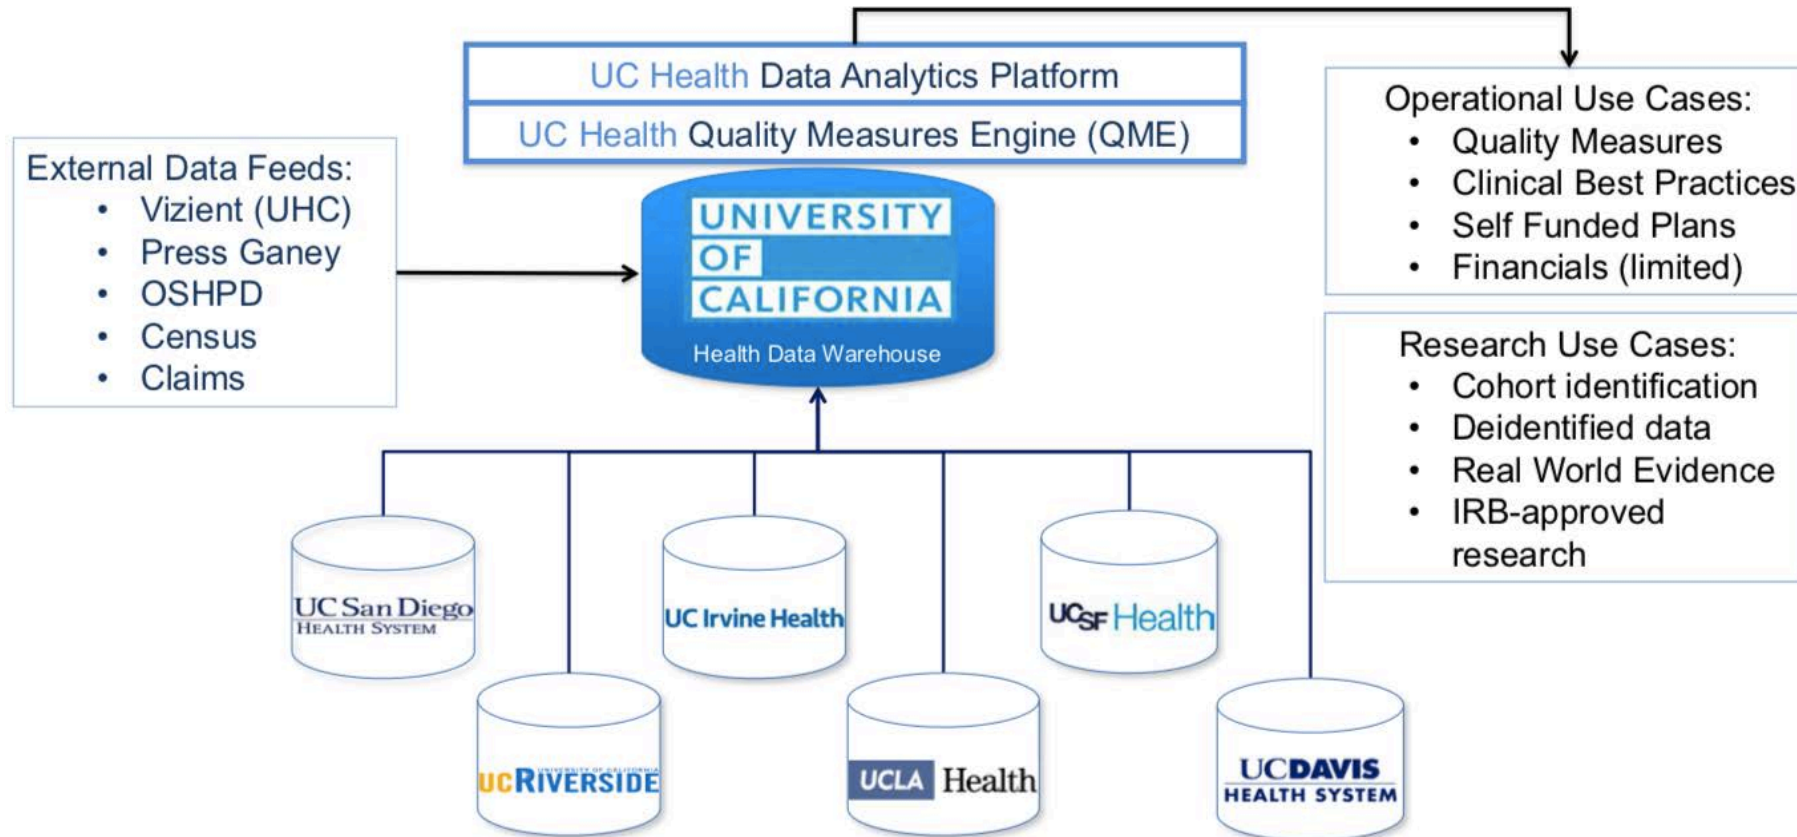 UC Health Data Analytics Platform
UC Health Quality Measures Engine (QME)
External Data Feeds:
• Vizient (UHC)
• Press Ganey
• OSHPD
• Census
• Claims
UNIVERSITY
OF
CALIFORNIA
Health Data Warehouse
Operational Use Cases:
• Quality Measures
• Clinical Best Practices
• Self Funded Plans
• Financials (limited)
Research Use Cases:
• Cohort identification
• Deidentified data
• Real World Evidence
• IRB-approved
research
UC San Diego
HEALTH SYSTEM
UC Irvine Health
UCSF Health
UNIVERSITY OF CALIFORNIA
UCRIVERSIDE
UCLA Health
UCDAVIS
HEALTH SYSTEM